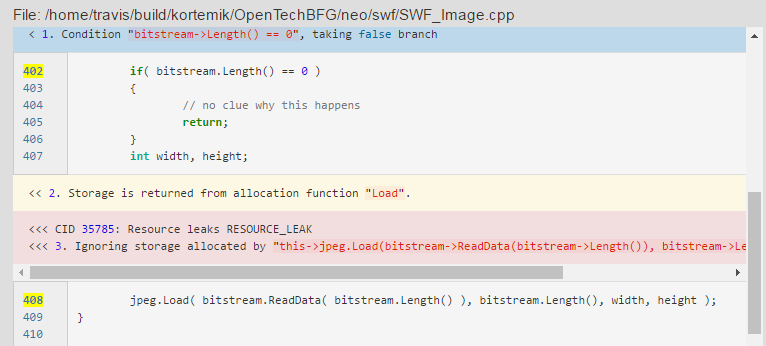 File: /home/travis/build/kortemik/OpenTechBFG/neo/swf/SWF_Image.cpp
< 1. Condition "bitstream->Length() == 0", taking false branch
402 if( bitstream.Length() == 0 )
403 {
404 // no clue why this happens
405 return;
406 }
407 int width, height;
<< 2. Storage is returned from allocation function "Load".
<<< CID 35785: Resource leaks RESOURCE_LEAK
<<< 3. Ignoring storage allocated by "this->jpeg.Load(bitstream->ReadData(bitstream->Length()), bitstream->Le
408 jpeg.Load( bitstream.ReadData( bitstream.Length() ), bitstream.Length(), width, height );
409 }
410